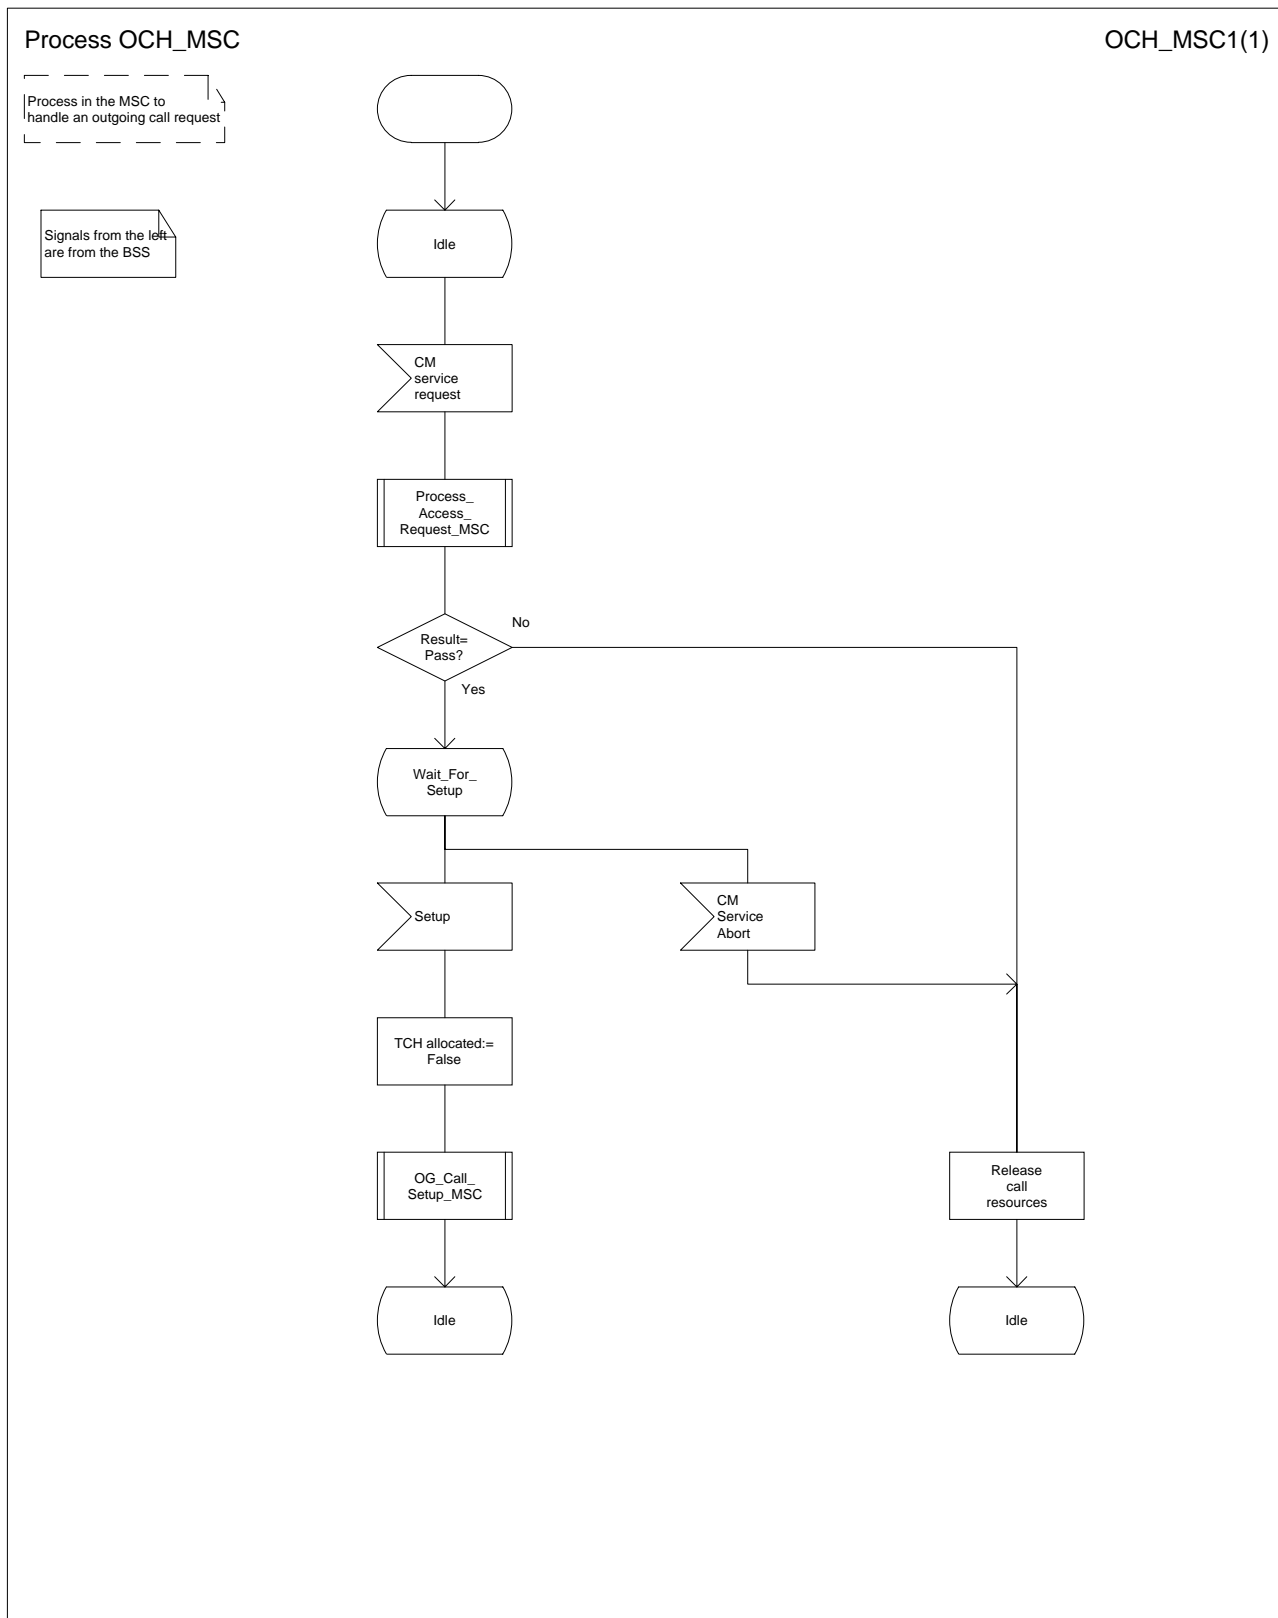 Process OCH_MSC
OCH_MSC1(1)
Process in the MSC to
handle an outgoing call request
Signals from the left
are from the BSS
Idle
CM
service
request
Process_
Access_
Request_MSC
No
Result=
Pass?
Yes
Wait_For_
Setup
Setup
CM
Service
Abort
TCH allocated:=
False
OG_Call_
Setup_MSC
Release
call
resources
Idle
Idle